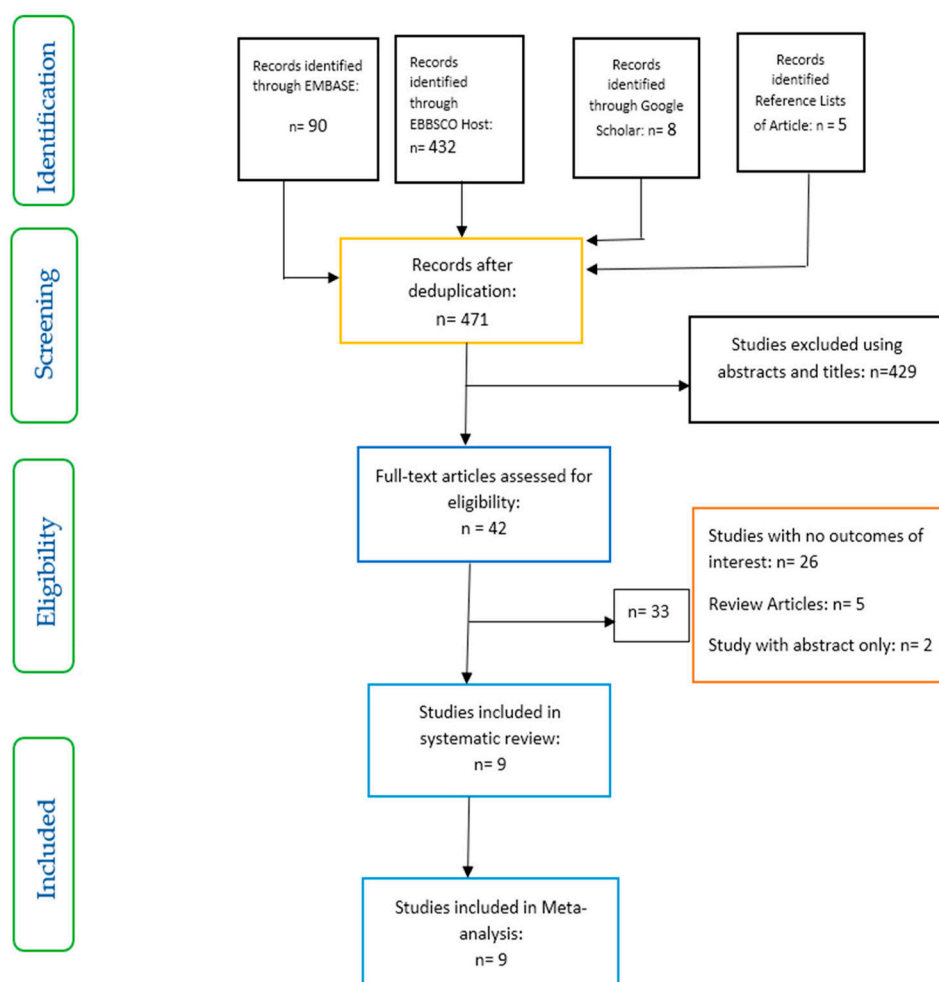 Identification
Records identified
through EMBASE:
n= 90
Records
identified
through
EBBSCO Host:
n= 432
Records
identified
through Google
Scholar: n= 8
Records
identified
Reference Lists
of Article: n = 5
Screening
Records after
deduplication:
n= 471
Studies excluded using
abstracts and titles: n=429
Eligibility
Full-text articles assessed for
eligibility:
n = 42
n= 33
Studies with no outcomes of
interest: n= 26
Review Articles: n= 5
Study with abstract only: n= 2
Included
Studies included in
systematic review:
n= 9
Studies included in Meta-
analysis:
n= 9